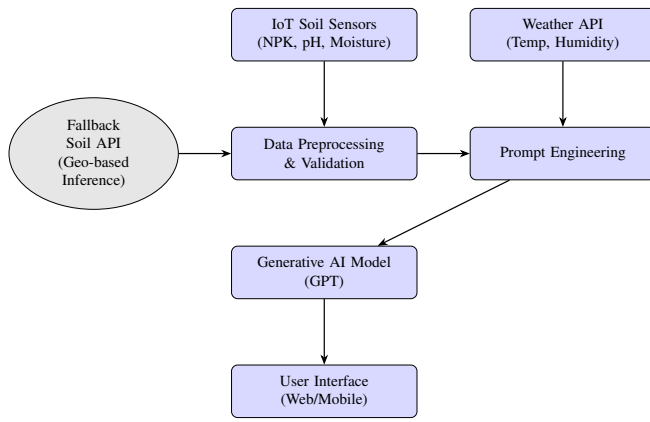 IoT Soil Sensors
(NPK, pH, Moisture)
Weather API
(Temp, Humidity)
Fallback
Soil API
(Geo-based
Inference)
Data Preprocessing
& Validation
Prompt Engineering
Generative AI Model
(GPT)
User Interface
(Web/Mobile)